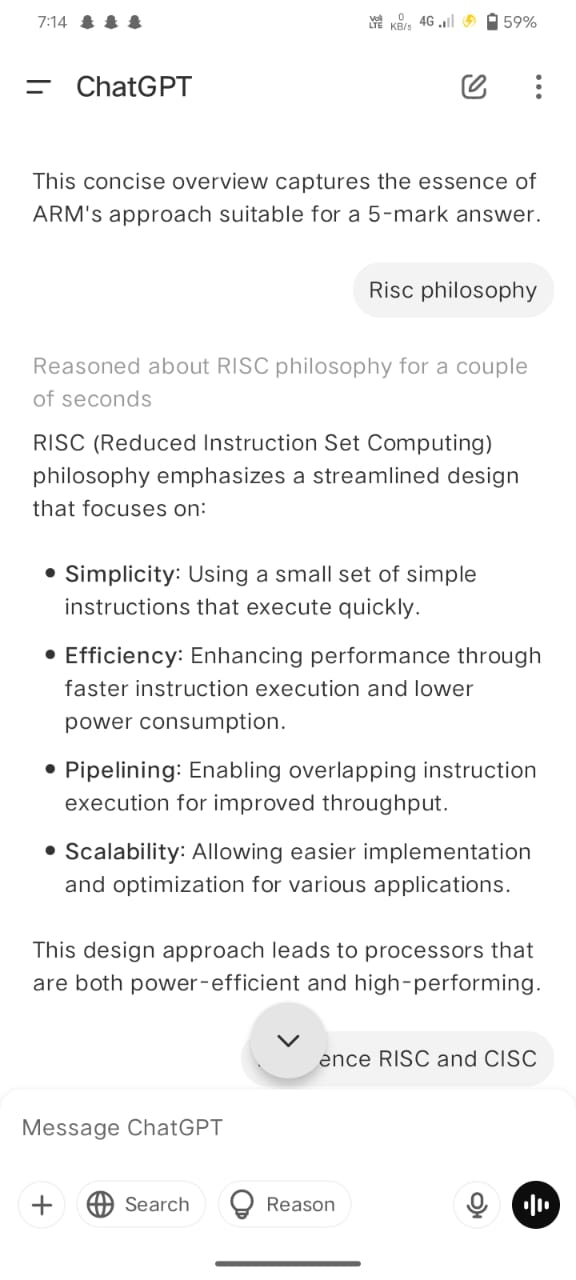 7:14
Vo) LTE 0 KB/s 4G 59%
ChatGPT
This concise overview captures the essence of
ARM's approach suitable for a 5-mark answer.
Risc philosophy
Reasoned about RISC philosophy for a couple
of seconds
RISC (Reduced Instruction Set Computing)
philosophy emphasizes a streamlined design
that focuses on:
• Simplicity: Using a small set of simple
instructions that execute quickly.
• Efficiency: Enhancing performance through
faster instruction execution and lower
power consumption.
• Pipelining: Enabling overlapping instruction
execution for improved throughput.
• Scalability: Allowing easier implementation
and optimization for various applications.
This design approach leads to processors that
are both power-efficient and high-performing.
ence RISC and CISC
Message ChatGPT
Search
Reason